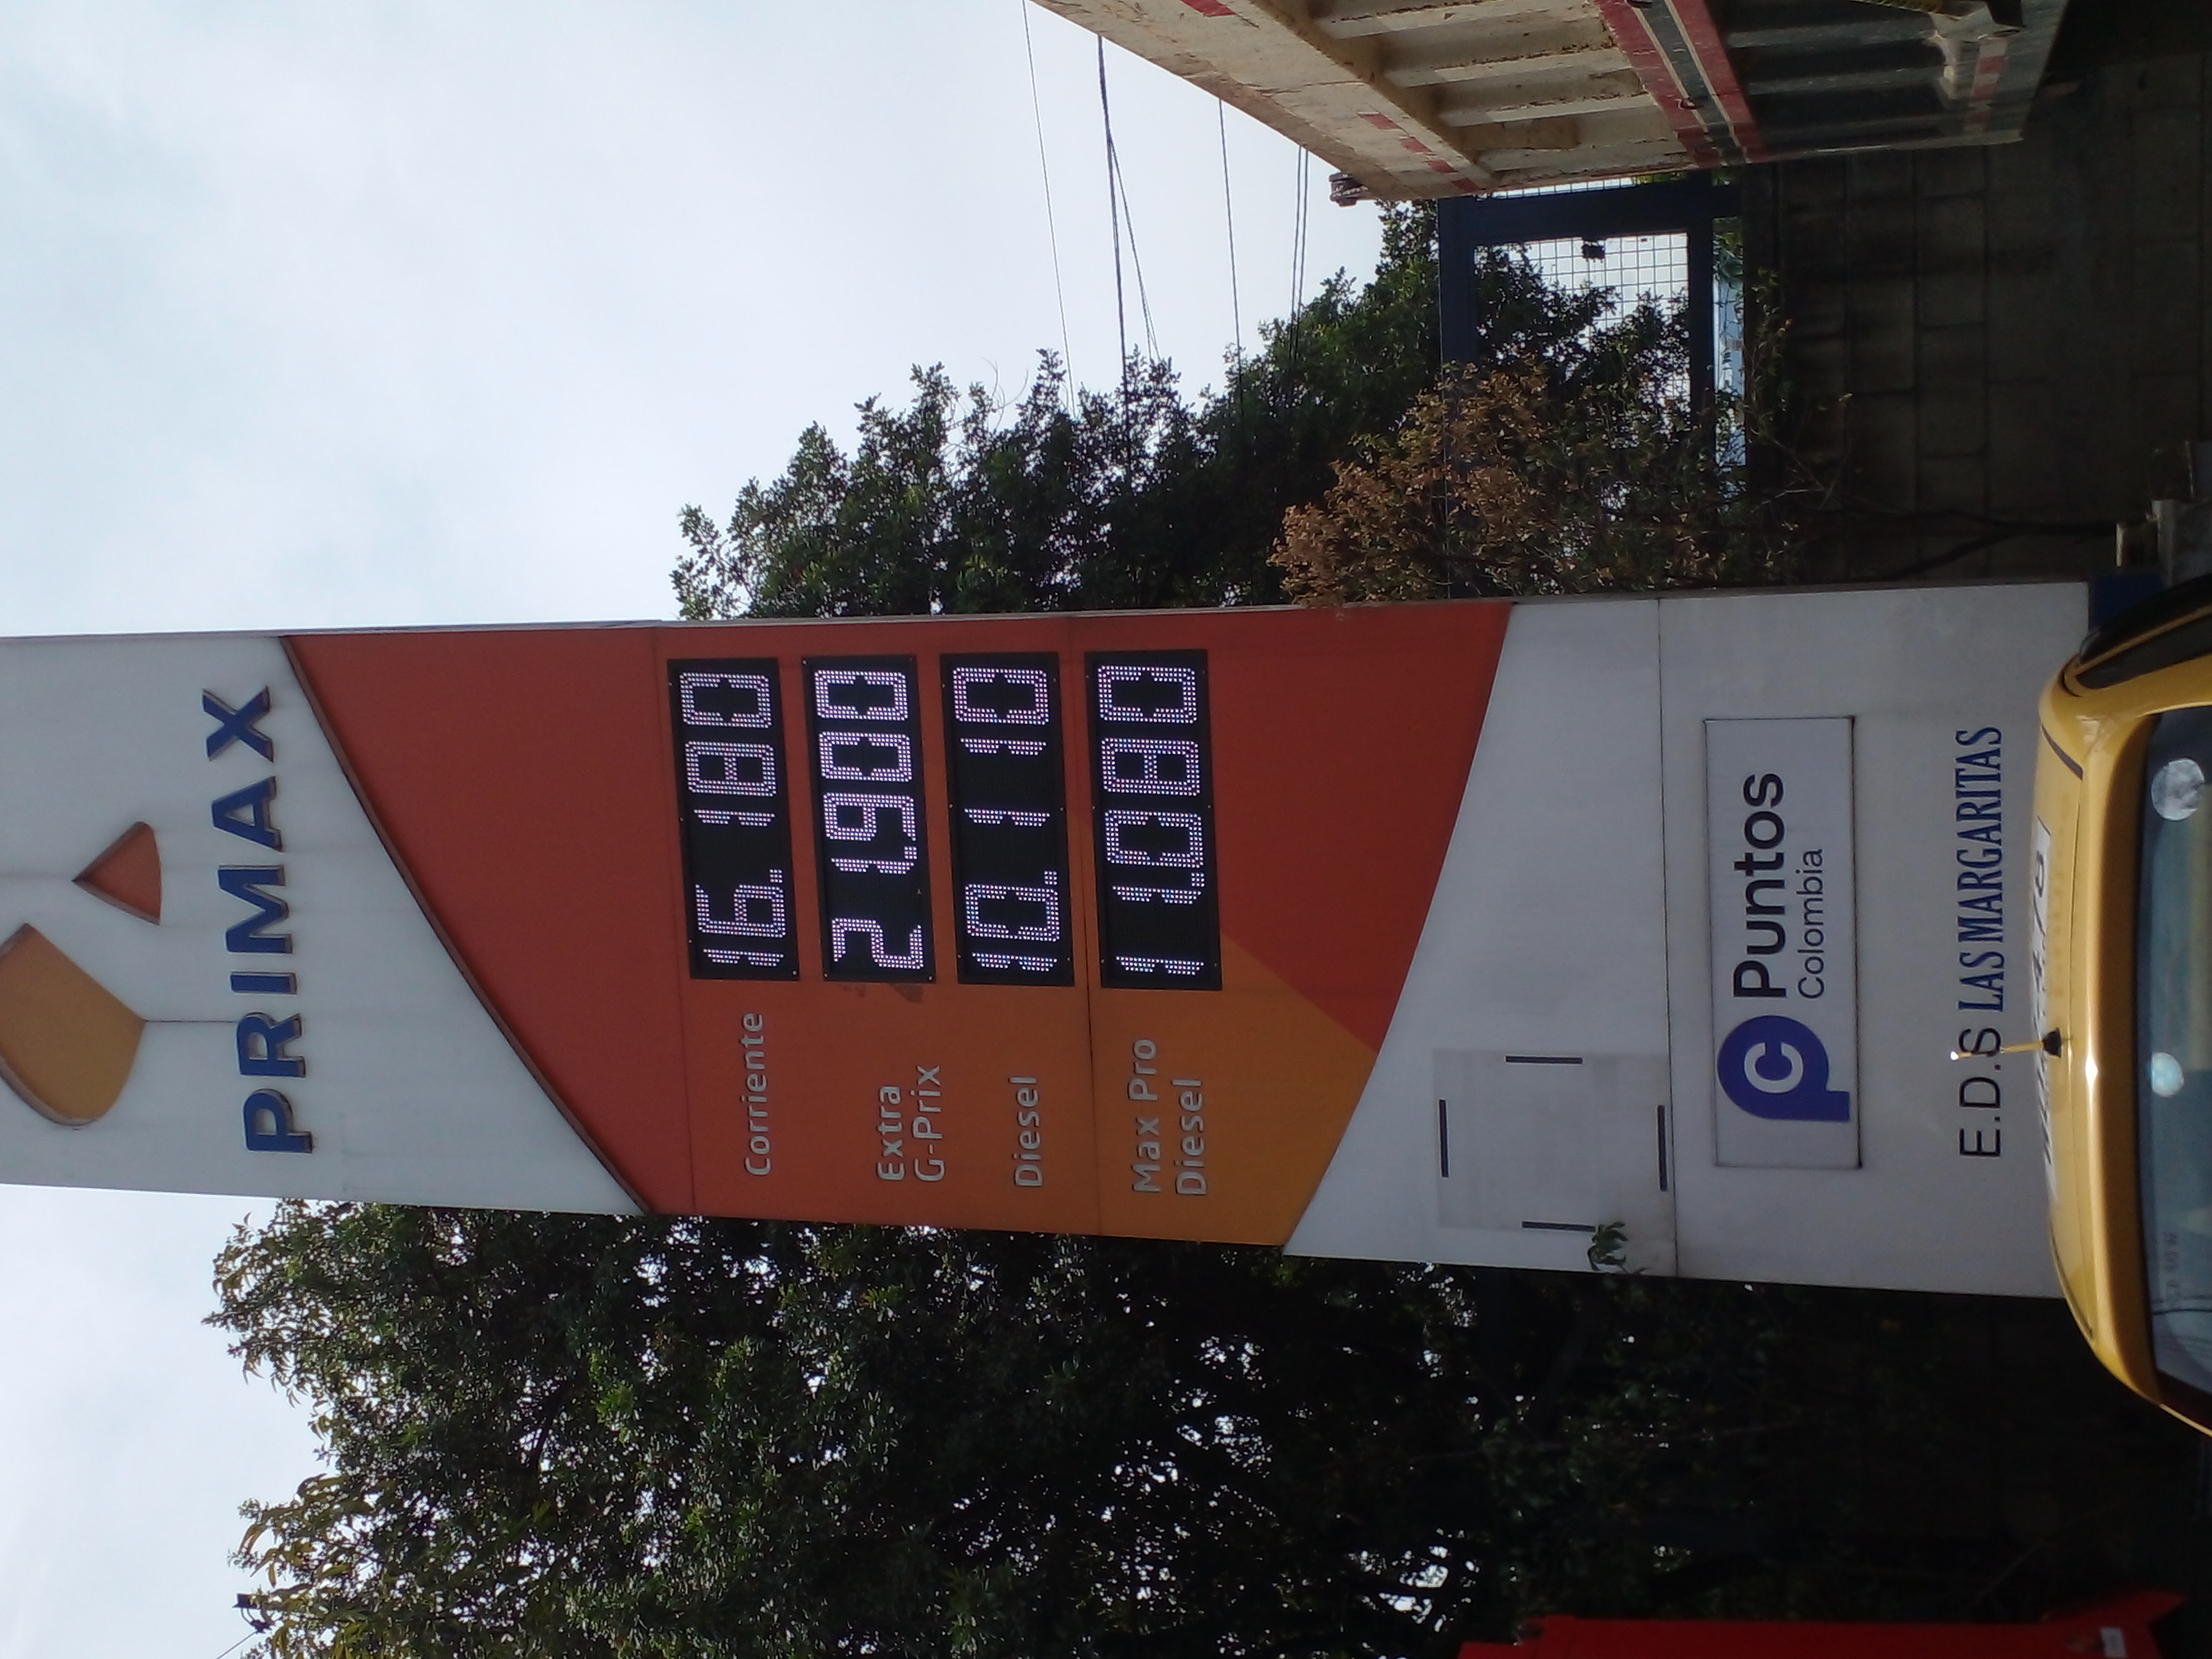 PRIMAX
Corriente 16.180
Extra
G-Prix 21.900
Diesel 10.110
Max Pro
Diesel 11.080
PC Puntos
Colombia
E.D.S LAS MARGARITAS